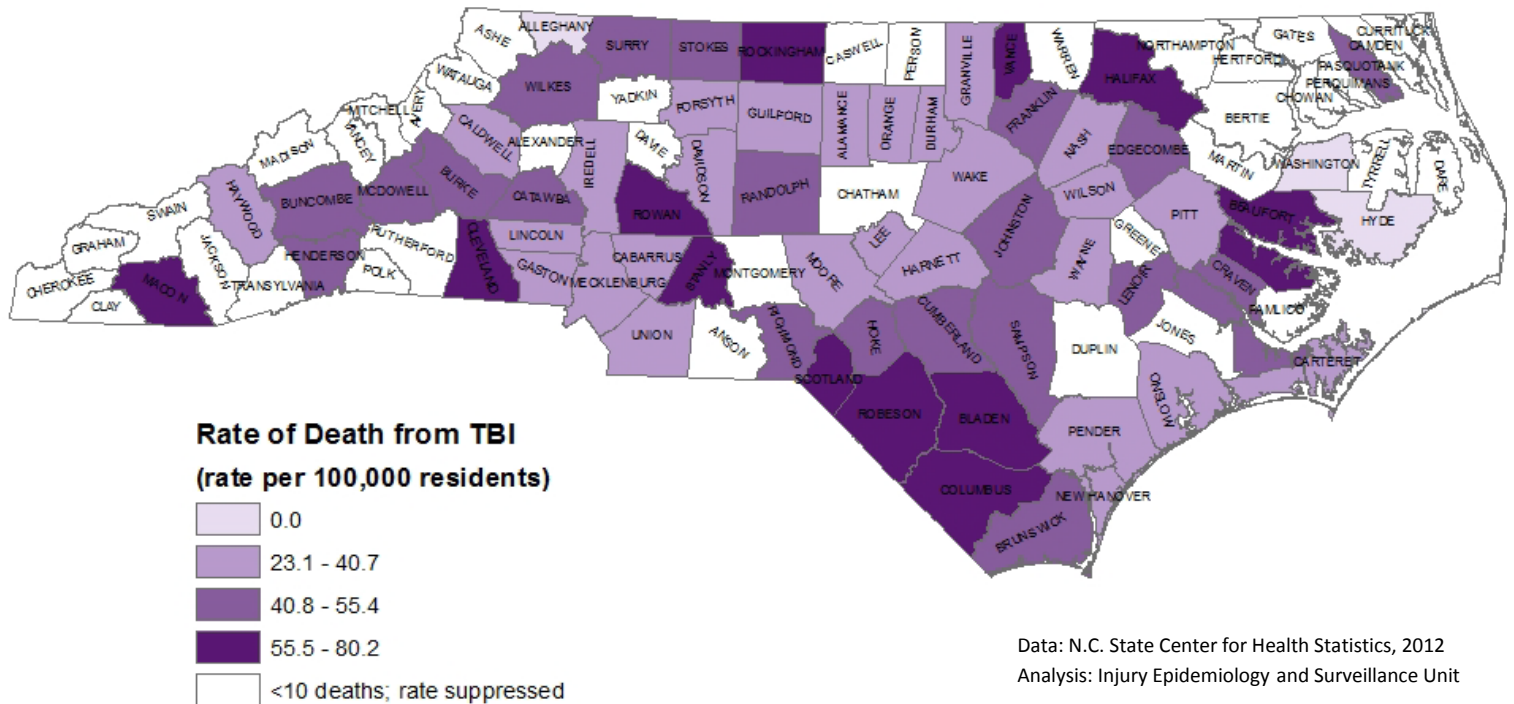 ALLEGHANY
ASHE
SURRY
STOKES
ROCKINGHAM
CASWELL
PERSON
GRANVILLE
VANCE
WARREN
NORTHAMPTON
GATES
CURRITUCK
CAMDEN
HERTFORD
PASQUOTANK
PERQUIMANS
CHOWAN
HALIFAX
WATAUGA
WILKES
YADKIN
FORSYTH
GUILFORD
ALAMANCE
ORANGE
DURHAM
FRANKLIN
BERTIE
MITCHELL
AVERY
YANCEY
MADISON
CALDWELL
ALEXANDER
IREDELL
DAVIE
DAVIDSON
RANDOLPH
CHATHAM
WAKE
NASH
EDGECOMBE
MARTIN
WASHINGTON
TYRRELL
DARE
HAYWOOD
BUNCOMBE
MCDOWELL
BURKE
CATAWBA
ROWAN
WILSON
PITT
BEAUFORT
HYDE
SWAIN
GRAHAM
JACKSON
HENDERSON
RUTHERFORD
POLK
CLEVELAND
LINCOLN
GASTON
MECKLENBURG
CABARRUS
STANLY
MONTGOMERY
MOORE
LEE
HARNETT
JOHNSTON
WAYNE
GREENE
LENOIR
CRAVEN
PAMLICO
CHEROKEE
CLAY
MACON
TRANSYLVANIA
UNION
ANSON
RICHMOND
SCOTLAND
HOKE
CUMBERLAND
SAMPSON
DUPLIN
JONES
CARTERET
ONSLOW
ROBESON
BLADEN
PENDER
COLUMBUS
NEW HANOVER
BRUNSWICK
Rate of Death from TBI
(rate per 100,000 residents)
0.0
23.1 - 40.7
40.8 - 55.4
55.5 - 80.2
<10 deaths; rate suppressed
Data: N.C. State Center for Health Statistics, 2012
Analysis: Injury Epidemiology and Surveillance Unit